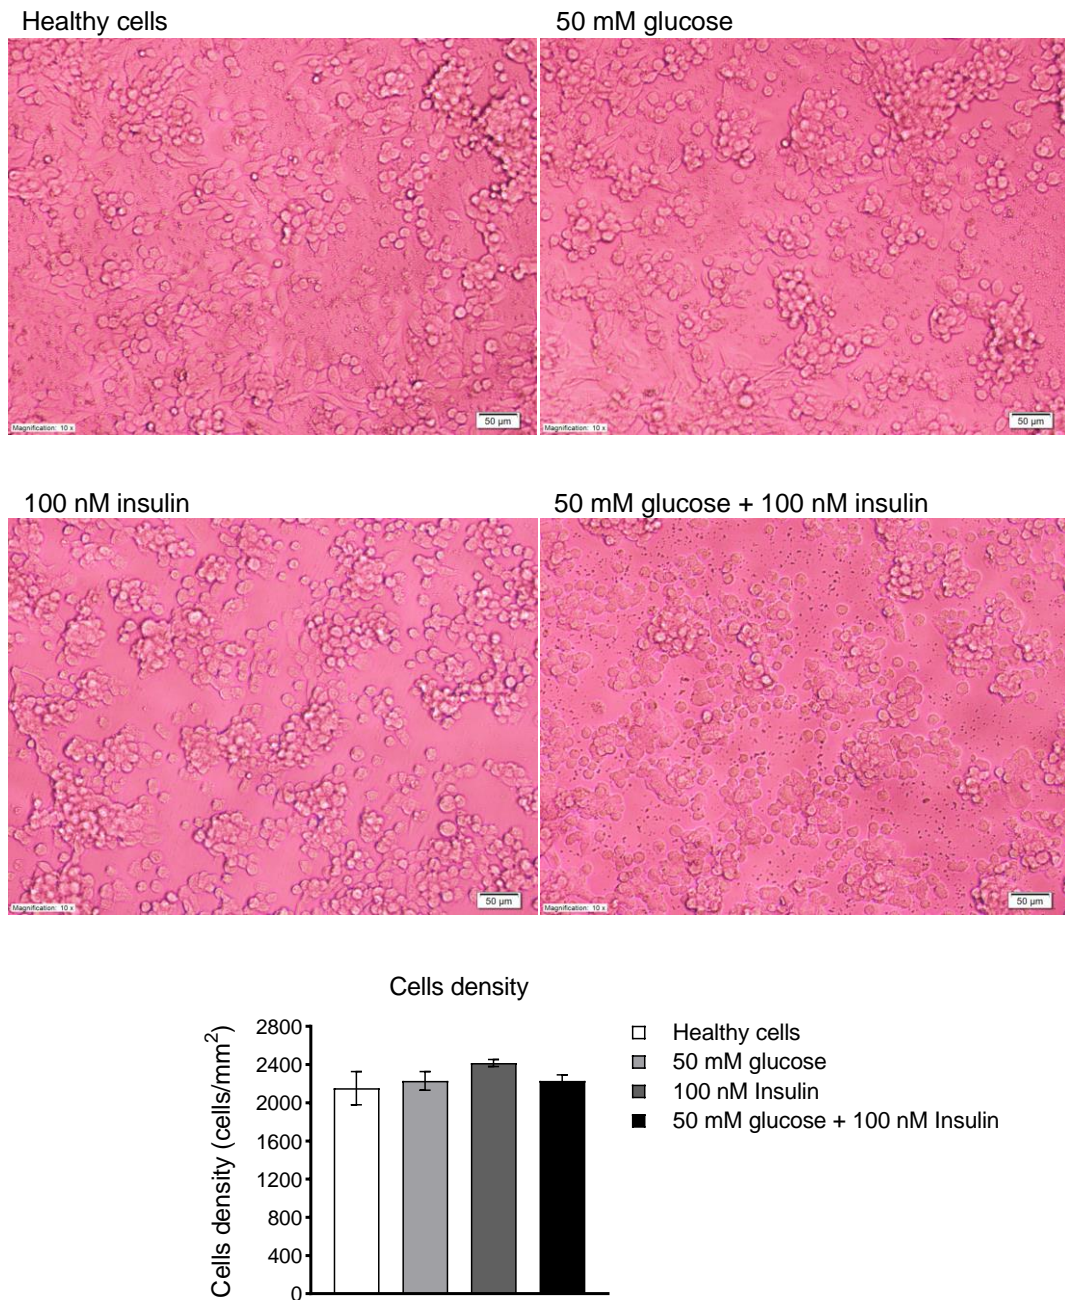 Healthy cells
50 mM glucose
Magnification: 10 x
50 µm
Magnification: 10 x
50 µm
100 nM insulin
50 mM glucose + 100 nM insulin
Magnification: 10 x
50 µm
Magnification: 10 x
50 µm
Cells density
Cells density (cells/mm²)
2800
2400
2000
1600
1200
800
400
0
Healthy cells
50 mM glucose
100 nM Insulin
50 mM glucose + 100 nM Insulin